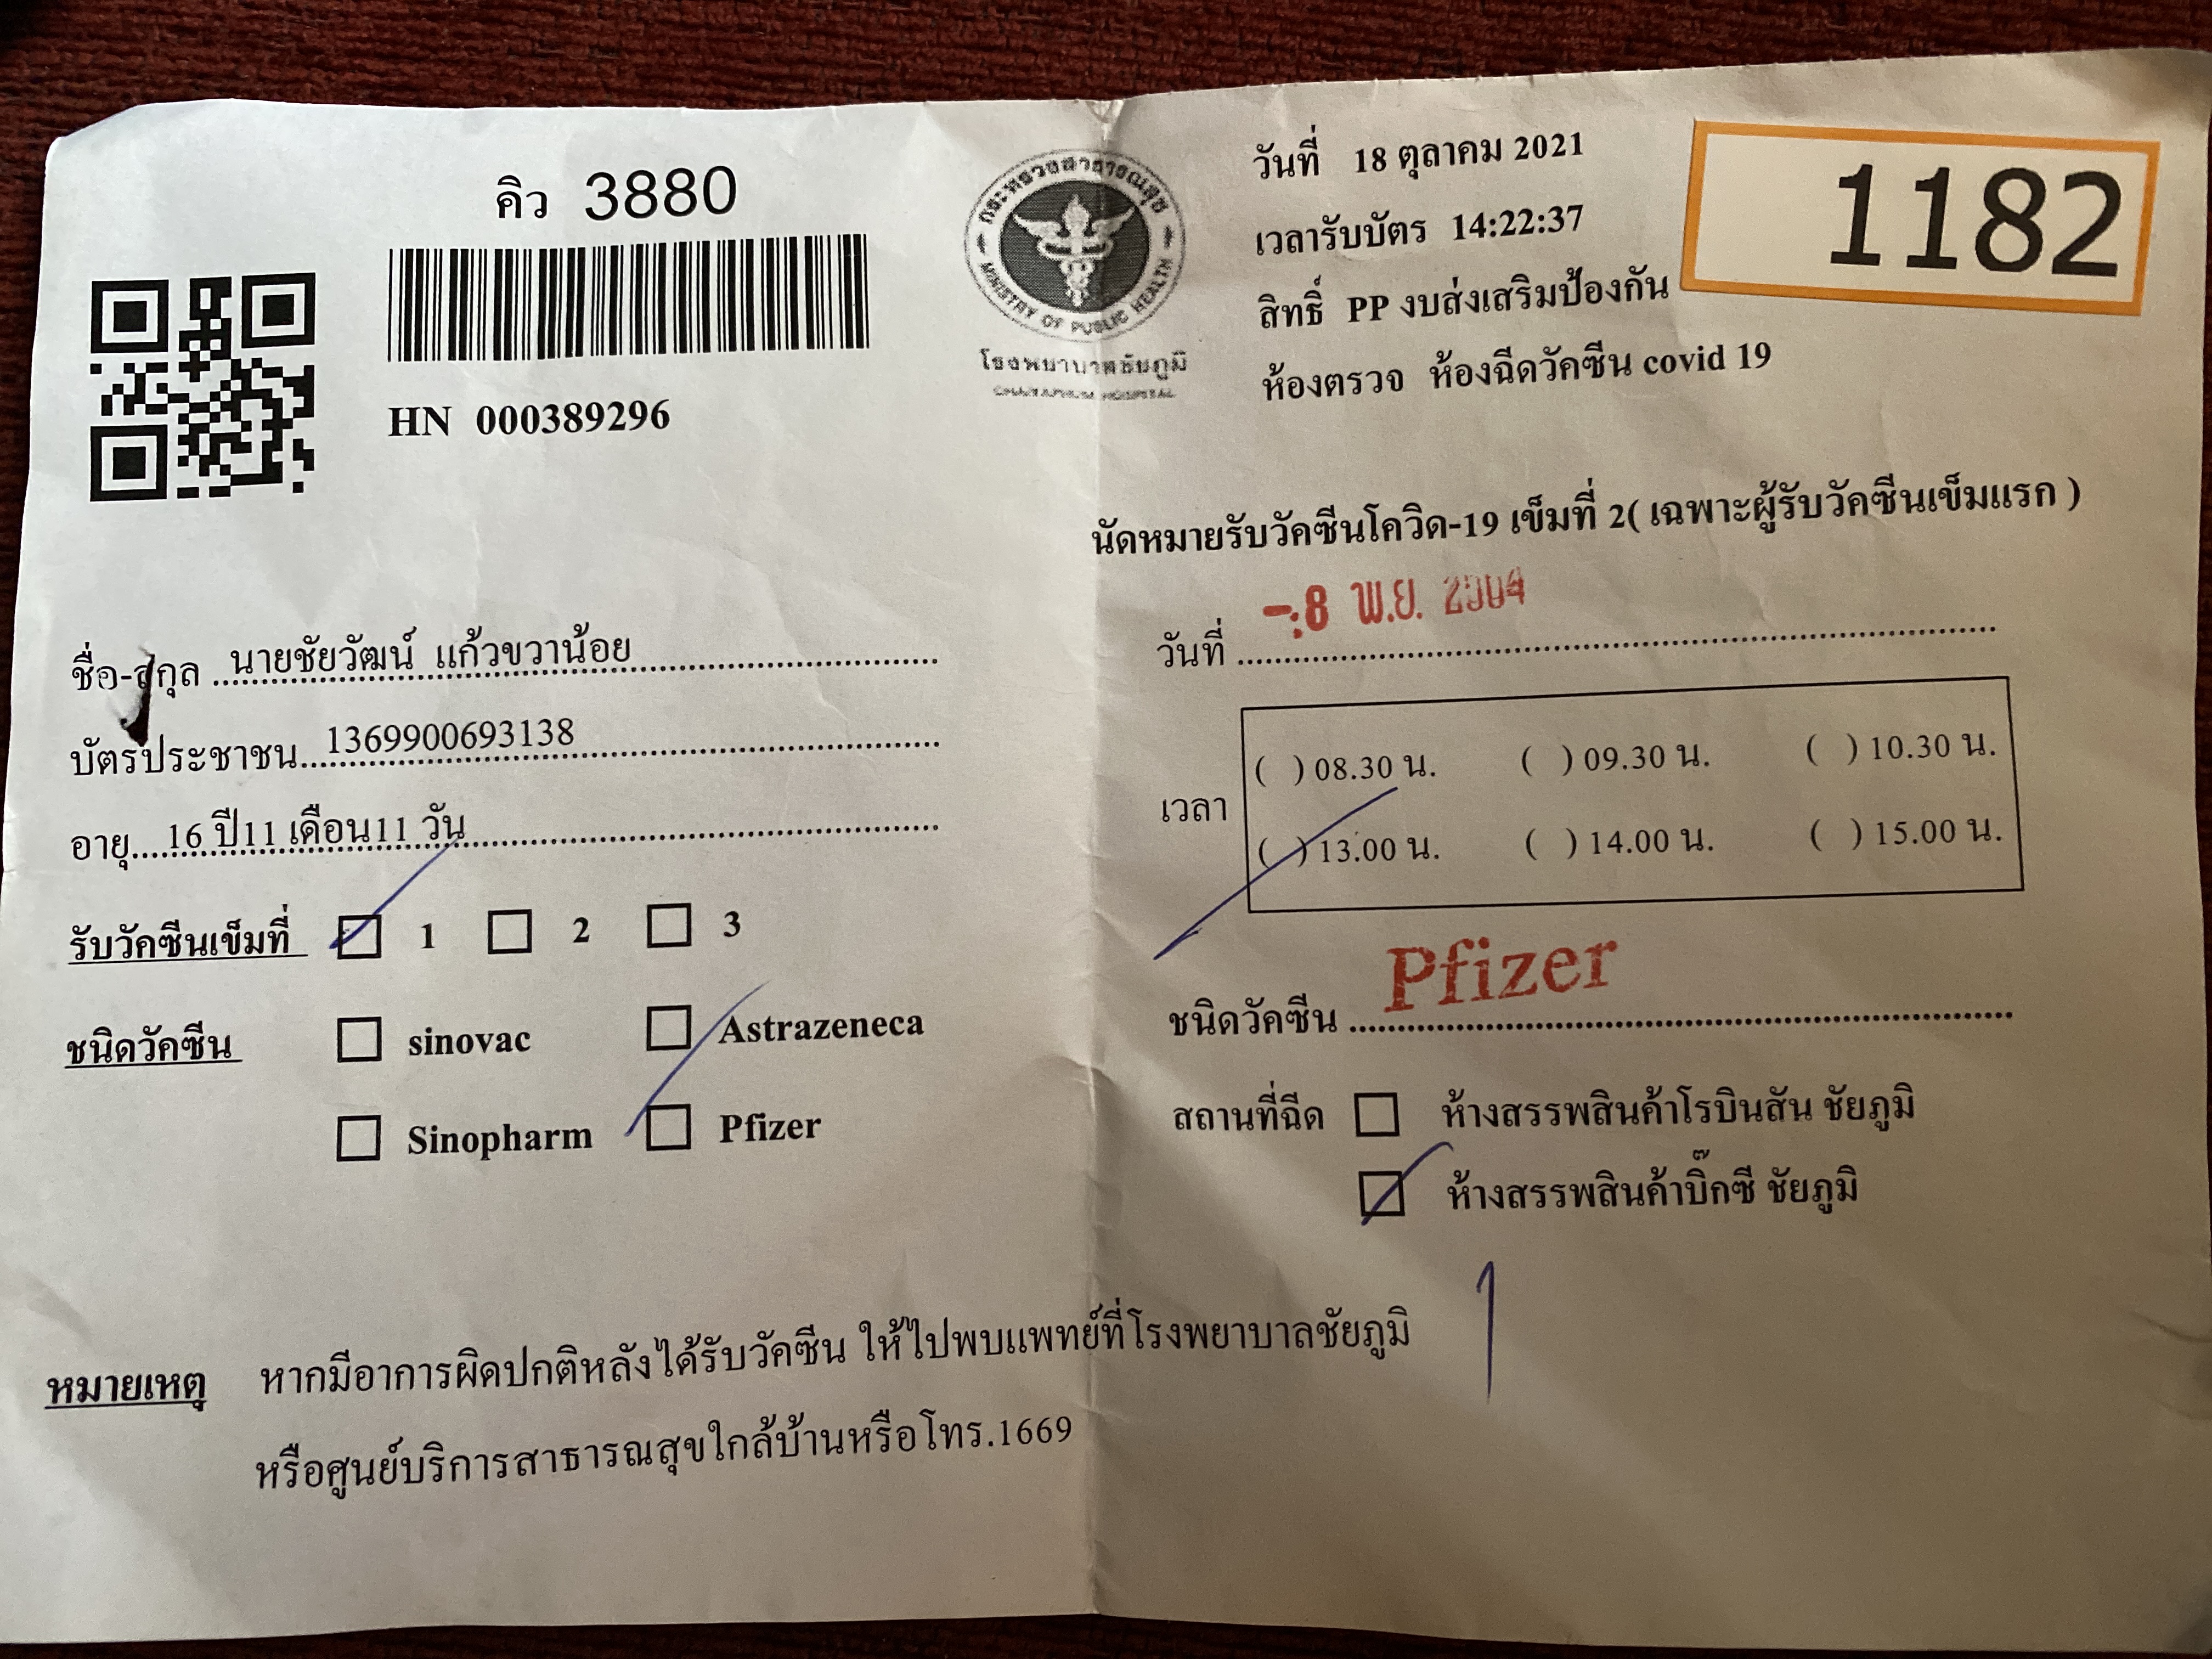 คิว 3880
HN 000389296
กระทรวงสาธารณสุข
MINISTRY OF PUBLIC HEALTH
โรงพยาบาลชัยภูมิ
CHAIYAPHUM HOSPITAL
วันที่ 18 ตุลาคม 2021
เวลารับบัตร 14:22:37
สิทธิ์ PP งบส่งเสริมป้องกัน
ห้องตรวจ ห้องฉีดวัคซีน covid 19
1182
ชื่อ-สกุล นายชัยวัฒน์ แก้วขวาน้อย
บัตรประชาชน 1369900693138
อายุ 16 ปี11 เดือน11 วัน
รับวัคซีนเข็มที่ 1 2 3
ชนิดวัคซีน sinovac Astrazeneca
Sinopharm Pfizer
นัดหมายรับวัคซีนโควิด-19 เข็มที่ 2( เฉพาะผู้รับวัคซีนเข็มแรก )
วันที่ -8 พ.ย. 2564
เวลา ( ) 08.30 น. ( ) 09.30 น. ( ) 10.30 น.
( ) 13.00 น. ( ) 14.00 น. ( ) 15.00 น.
ชนิดวัคซีน Pfizer
สถานที่ฉีด ห้างสรรพสินค้าโรบินสัน ชัยภูมิ
ห้างสรรพสินค้าบิ๊กซี ชัยภูมิ
หมายเหตุ หากมีอาการผิดปกติหลังได้รับวัคซีน ให้ไปพบแพทย์ที่โรงพยาบาลชัยภูมิ
หรือศูนย์บริการสาธารณสุขใกล้บ้านหรือโทร.1669